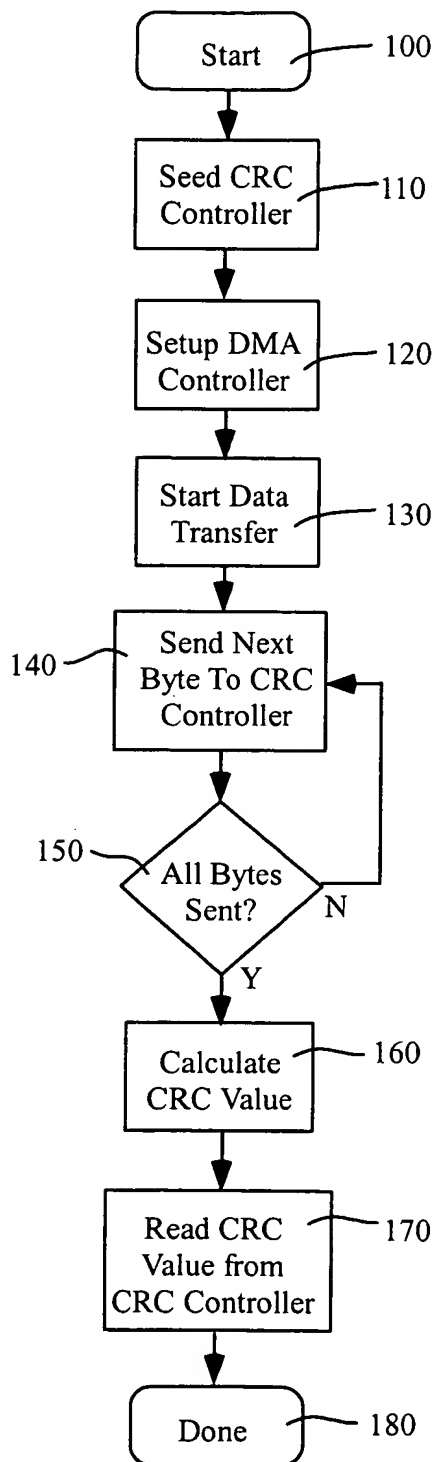 Start
100
Seed CRC
Controller
110
Setup DMA
Controller
120
Start Data
Transfer
130
140
Send Next
Byte To CRC
Controller
150
All Bytes
Sent?
N
Y
Calculate
CRC Value
160
Read CRC
Value from
CRC Controller
170
Done
180